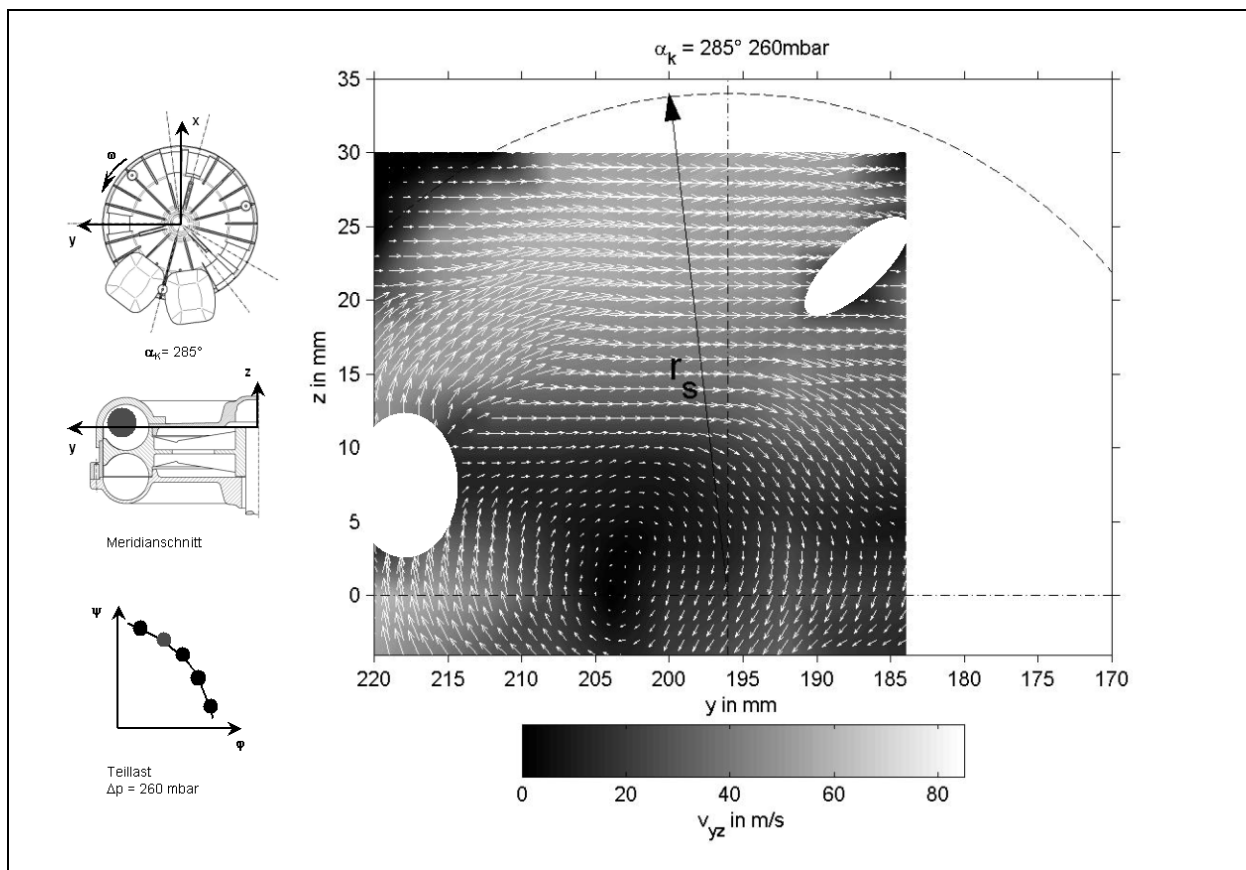 α_k = 285° 260mbar
x
ω
y
α_K = 285°
z
y
Meridianschnitt
ψ
φ
Teillast
Δp = 260 mbar
35
30
25
20
15
10
5
0
z in mm
r_s
220 215 210 205 200 195 190 185 180 175 170
y in mm
0 20 40 60 80
v_yz in m/s